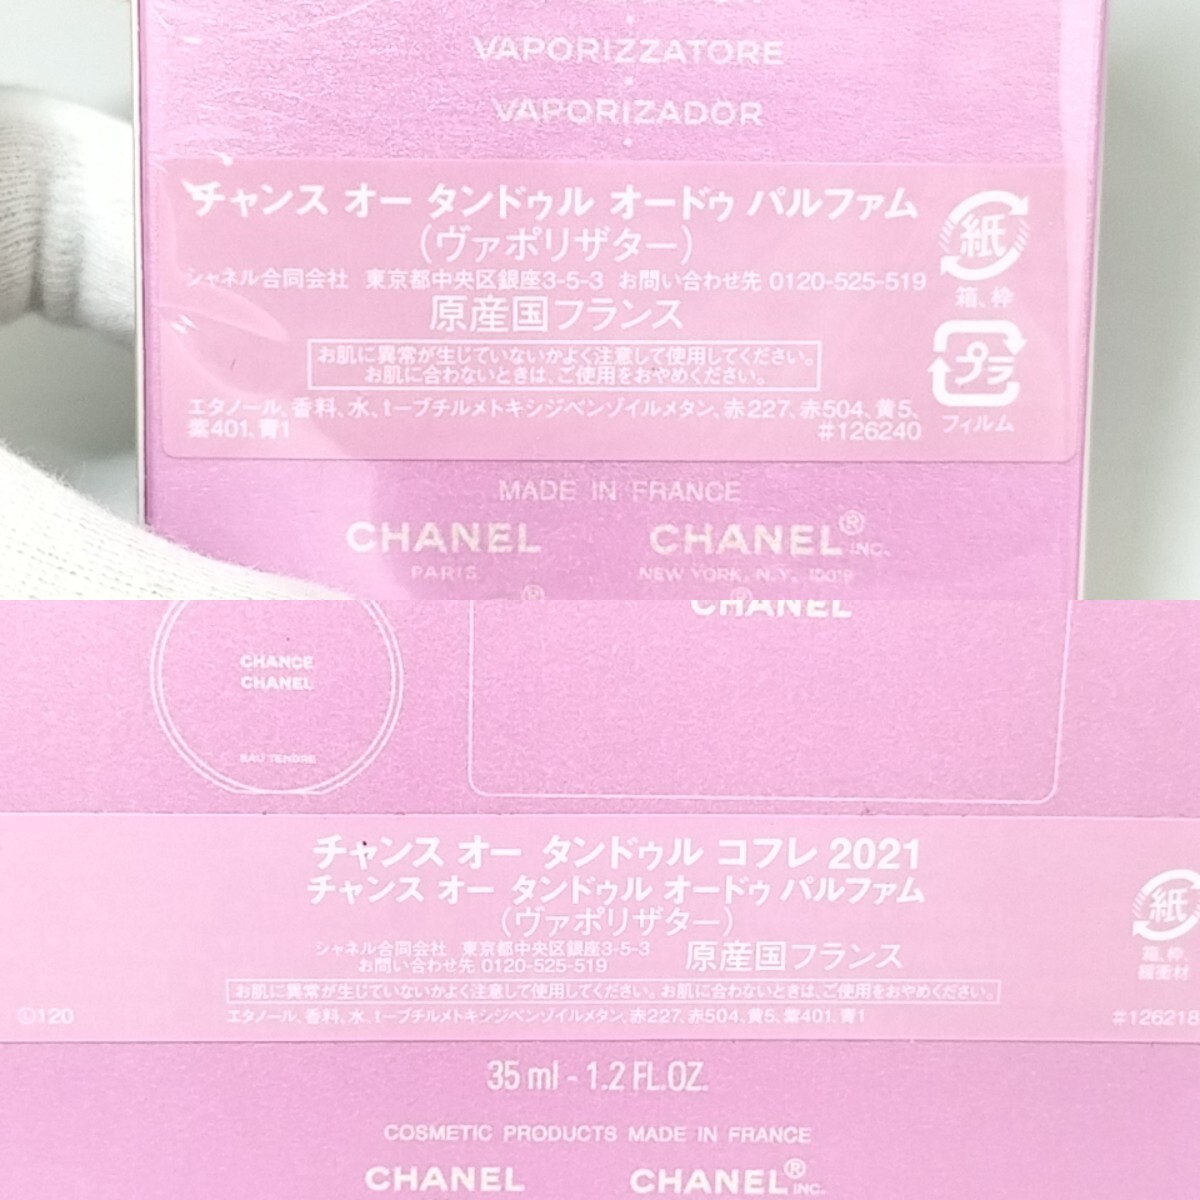 VAPORIZZATORE
VAPORIZADOR
チャンス オー タンドゥル オードゥ パルファム
(ヴァポリザター)
シャネル合同会社 東京都中央区銀座3-5-3 お問い合わせ先 0120-525-519
原産国フランス
お肌に異常が生じていないかよく注意して使用してください。
お肌に合わないときは、ご使用をおやめください。
エタノール、香料、水、t-ブチルメトキシジベンゾイルメタン、赤227、赤504、黄5、
紫401、青1
#126240
紙
箱、枠
プラ
フィルム
MADE IN FRANCE
CHANEL
PARIS
CHANEL® INC.
NEW YORK, N.Y. 10019
CHANEL
CHANCE
CHANEL
EAU TENDRE
チャンス オー タンドゥル コフレ 2021
チャンス オー タンドゥル オードゥ パルファム
(ヴァポリザター)
シャネル合同会社 東京都中央区銀座3-5-3
お問い合わせ先 0120-525-519
原産国フランス
お肌に異常が生じていないかよく注意して使用してください。お肌に合わないときは、ご使用をおやめください。
Ⓛ120
エタノール、香料、水、t-ブチルメトキシジベンゾイルメタン、赤227、赤504、黄5、紫401、青1
#126218
紙
箱、枠、
緩衝材
35 ml - 1.2 FL.OZ.
COSMETIC PRODUCTS MADE IN FRANCE
CHANEL
CHANEL® INC.